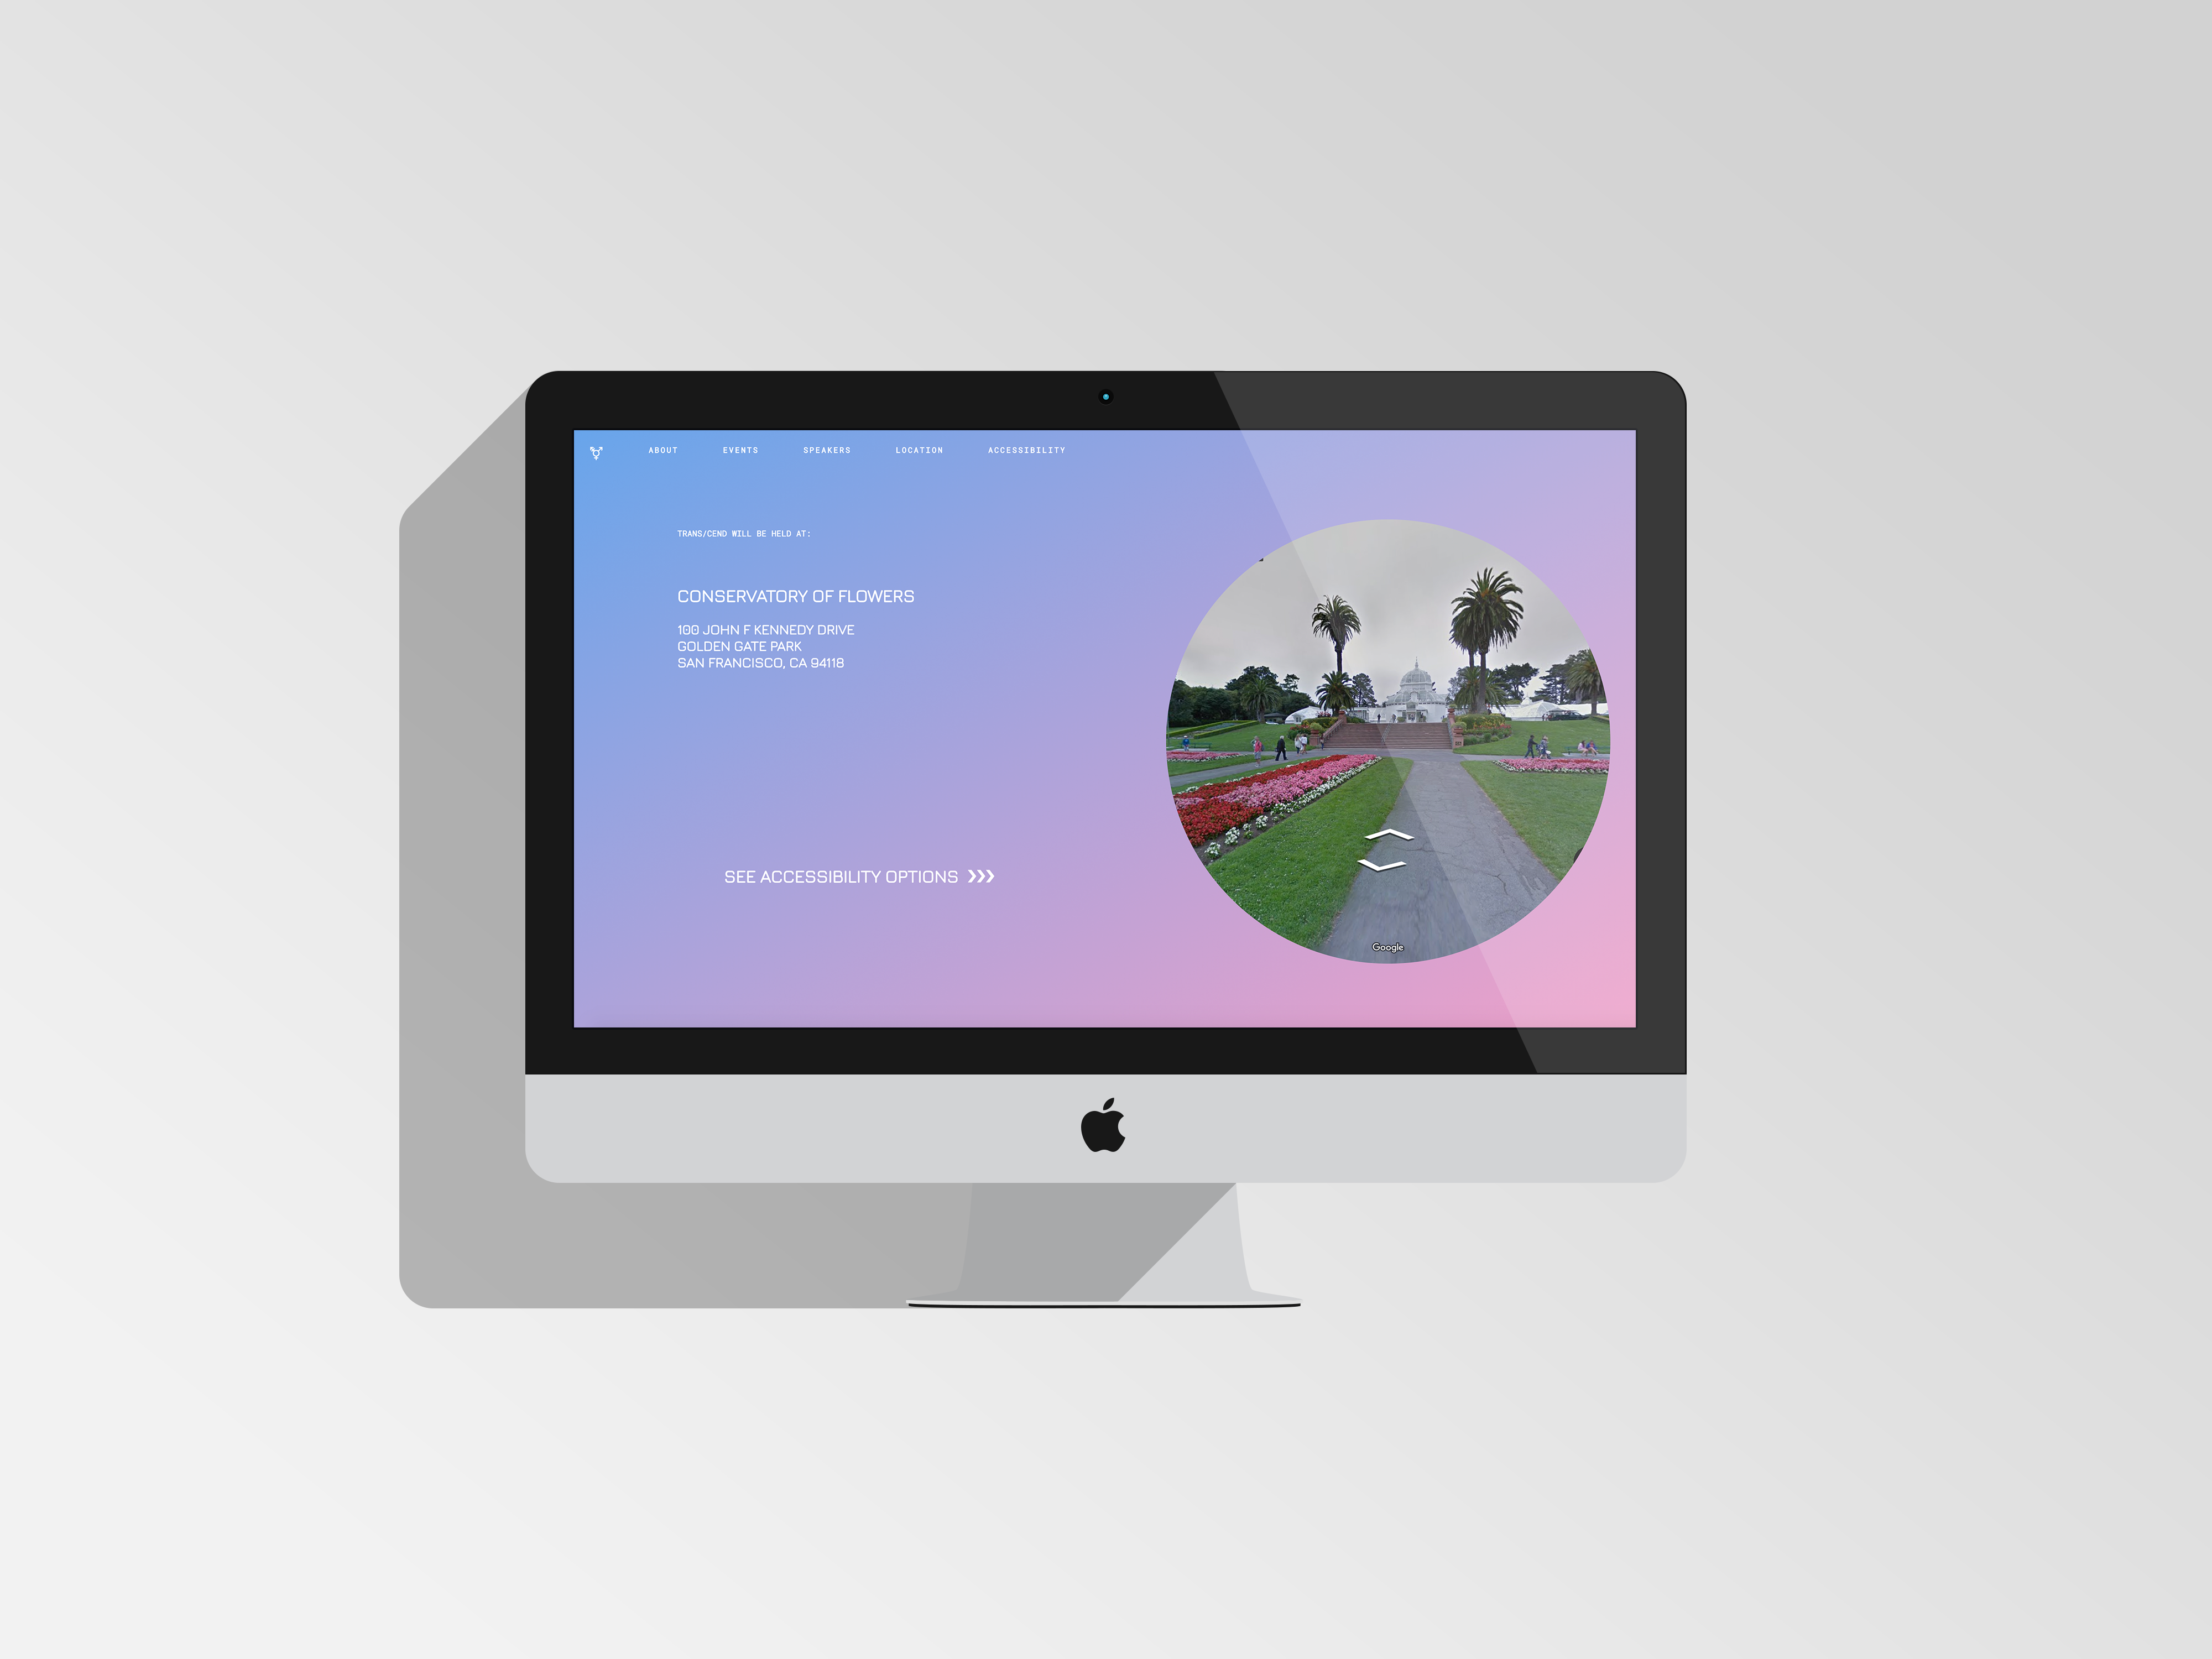 ABOUT EVENTS SPEAKERS LOCATION ACCESSIBILITY
TRANS/CEND WILL BE HELD AT:
CONSERVATORY OF FLOWERS
100 JOHN F KENNEDY DRIVE
GOLDEN GATE PARK
SAN FRANCISCO, CA 94118
SEE ACCESSIBILITY OPTIONS
Google